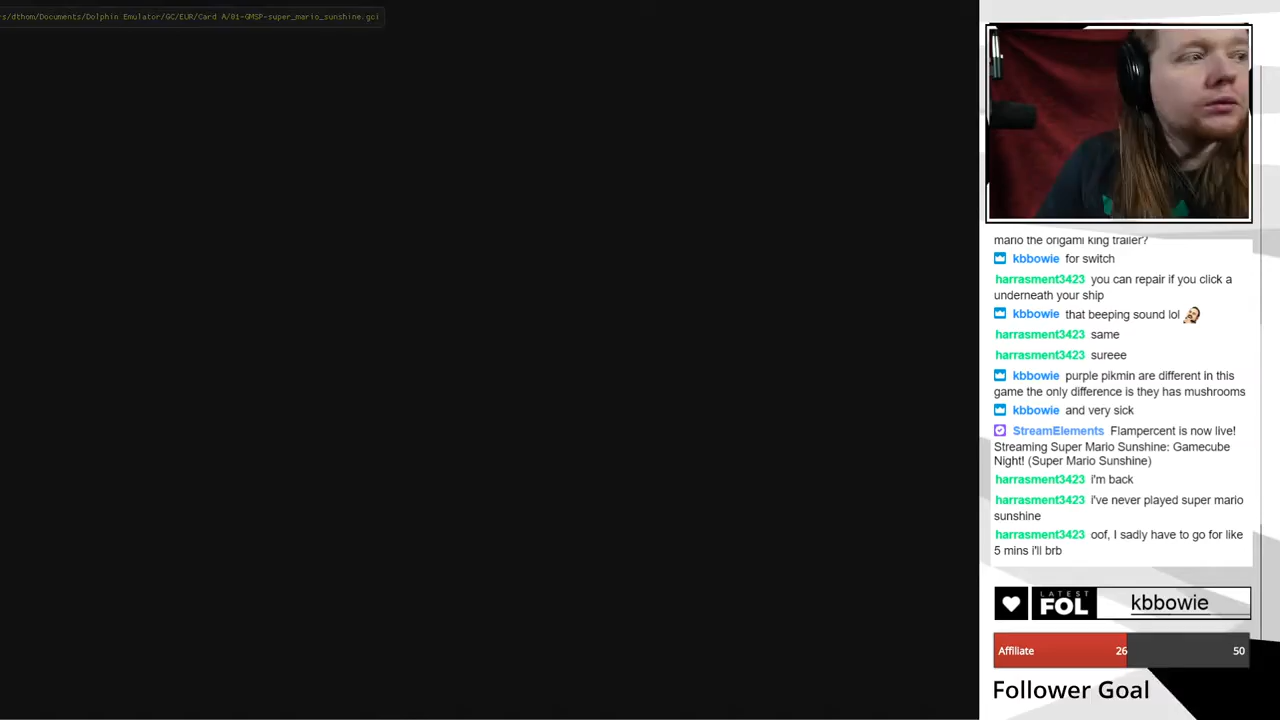 s/dthom/Documents/Dolphin Emulator/GC/EUR/Card A/01-GMSP-super_mario_sunshine.gci
mario the origami king trailer?
kbbowie for switch
harrasment3423 you can repair if you click a
underneath your ship
kbbowie that beeping sound lol
harrasment3423 same
harrasment3423 sureee
kbbowie purple pikmin are different in this
game the only difference is they has mushrooms
kbbowie and very sick
StreamElements Flampercent is now live!
Streaming Super Mario Sunshine: Gamecube
Night! (Super Mario Sunshine)
harrasment3423 i'm back
harrasment3423 i've never played super mario
sunshine
harrasment3423 oof, I sadly have to go for like
5 mins i'll brb
LATEST
FOL
kbbowie
Affiliate 26 50
Follower Goal